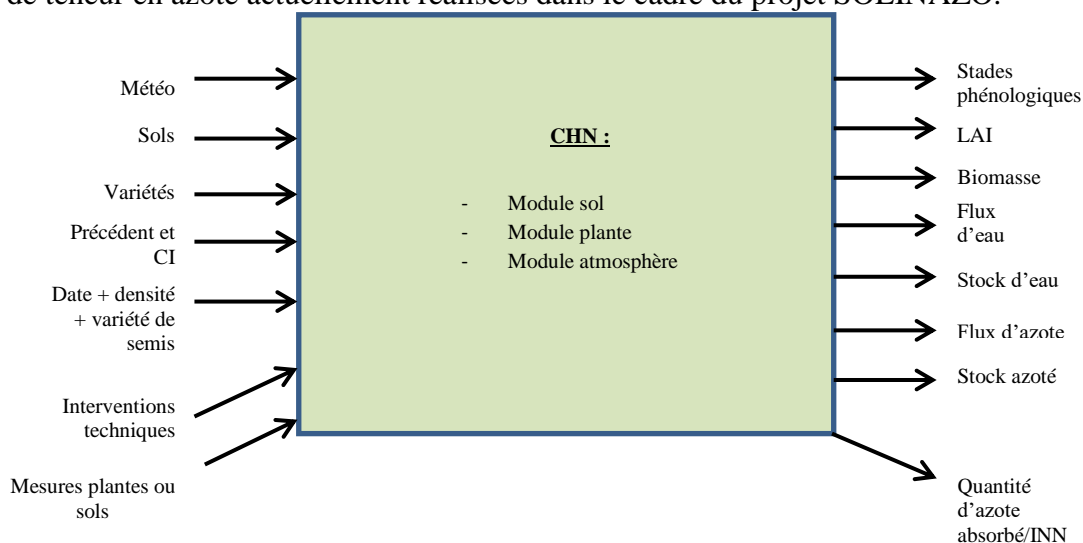 de teneur en azote actuellement réalisées dans le cadre du projet SOLINAZO.
Météo
Sols
Variétés
Précédent et
CI
Date + densité
+ variété de
semis
Interventions
techniques
Mesures plantes ou
sols
CHN :
- Module sol
- Module plante
- Module atmosphère
Stades
phénologiques
LAI
Biomasse
Flux
d’eau
Stock d’eau
Flux d’azote
Stock azoté
Quantité
d’azote
absorbé/INN